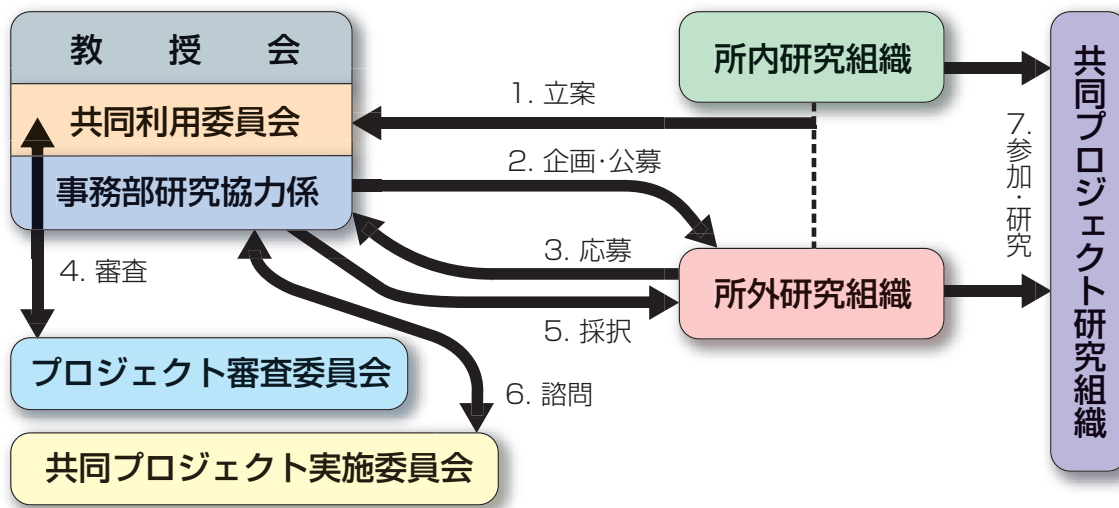 教授会
共同利用委員会
事務部研究協力係
所内研究組織
1. 立案
2. 企画・公募
3. 応募
所外研究組織
4. 審査
5. 採択
プロジェクト審査委員会
6. 諮問
共同プロジェクト実施委員会
7. 参加・研究
共同プロジェクト研究組織